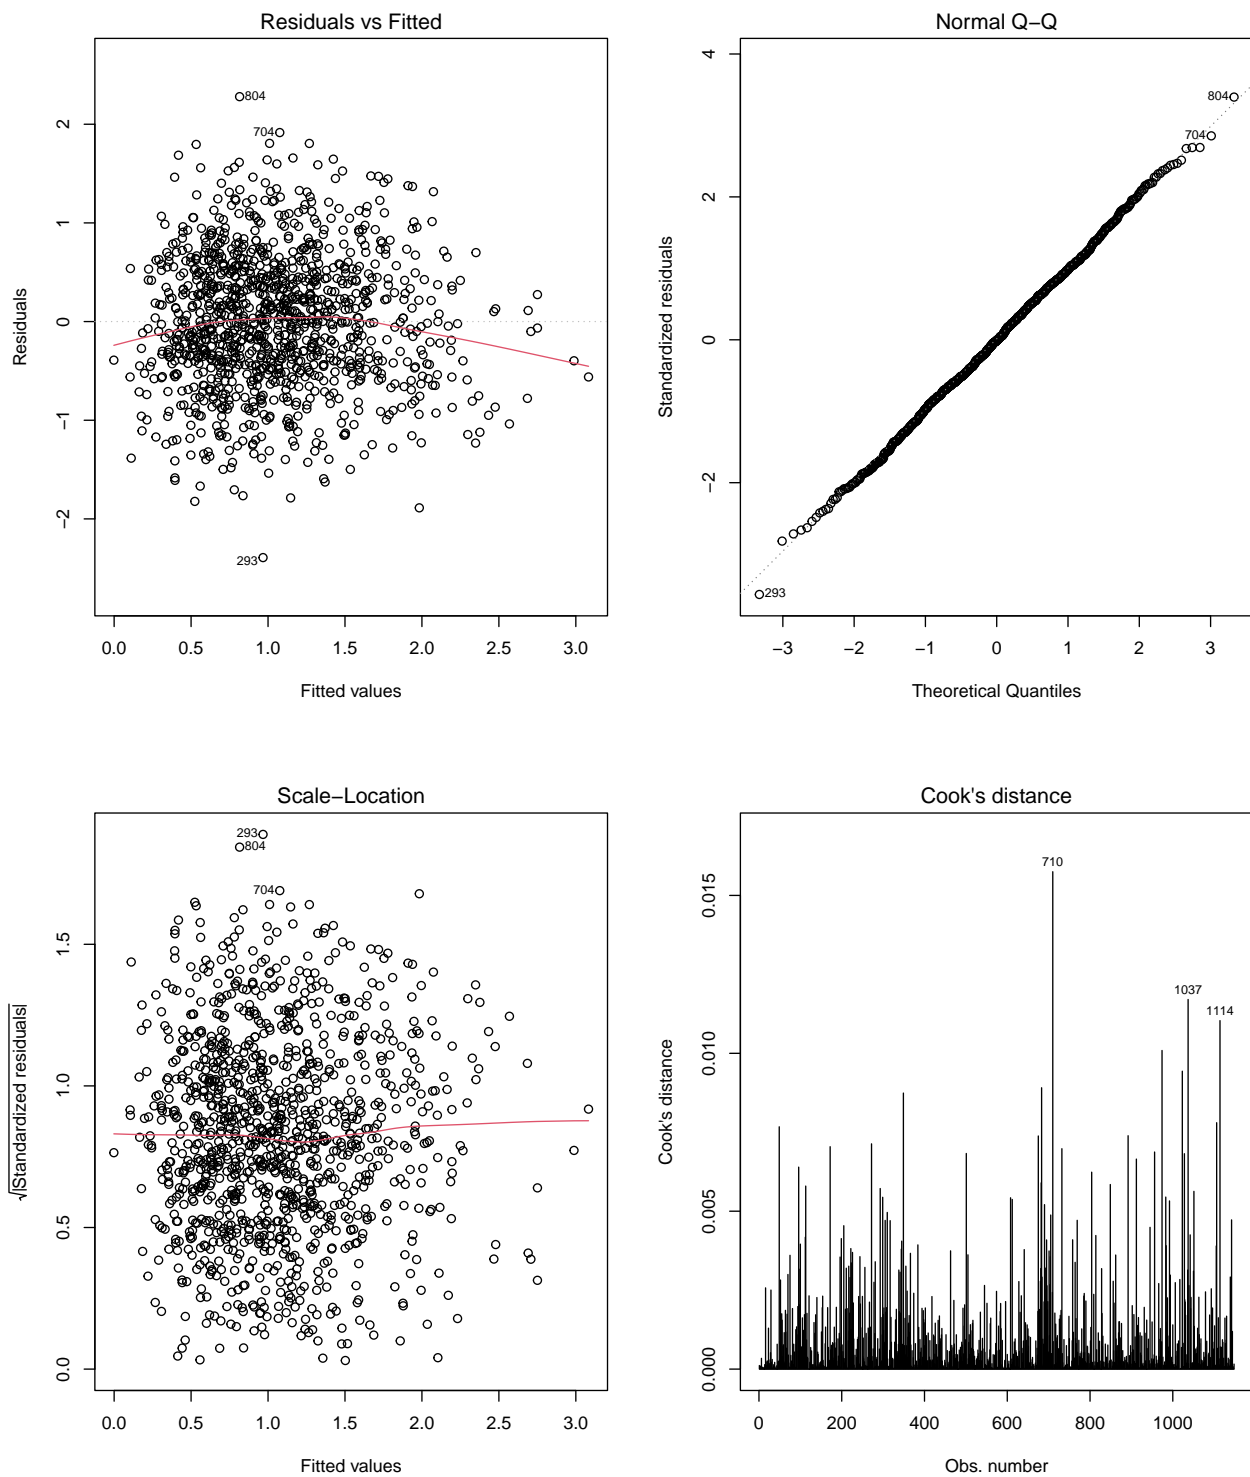 Residuals vs Fitted
Residuals
2
1
0
−1
−2
804
704
293
0.0 0.5 1.0 1.5 2.0 2.5 3.0
Fitted values
Normal Q−Q
Standardized residuals
4
2
0
−2
804
704
293
−3 −2 −1 0 1 2 3
Theoretical Quantiles
Scale−Location
√|Standardized residuals|
1.5
1.0
0.5
0.0
293
804
704
0.0 0.5 1.0 1.5 2.0 2.5 3.0
Fitted values
Cook's distance
Cook's distance
0.015
0.010
0.005
0.000
710
1037
1114
0 200 400 600 800 1000
Obs. number